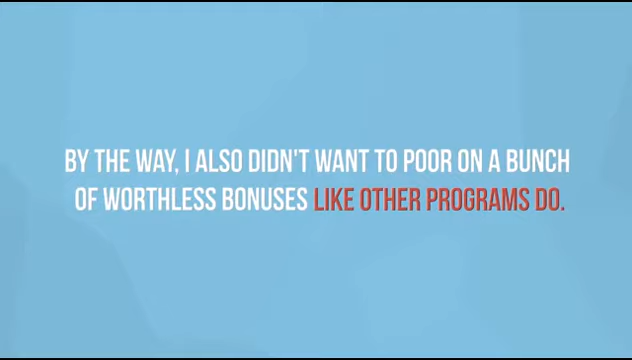 BY THE WAY, I ALSO DIDN'T WANT TO POOR ON A BUNCH
OF WORTHLESS BONUSES LIKE OTHER PROGRAMS DO.